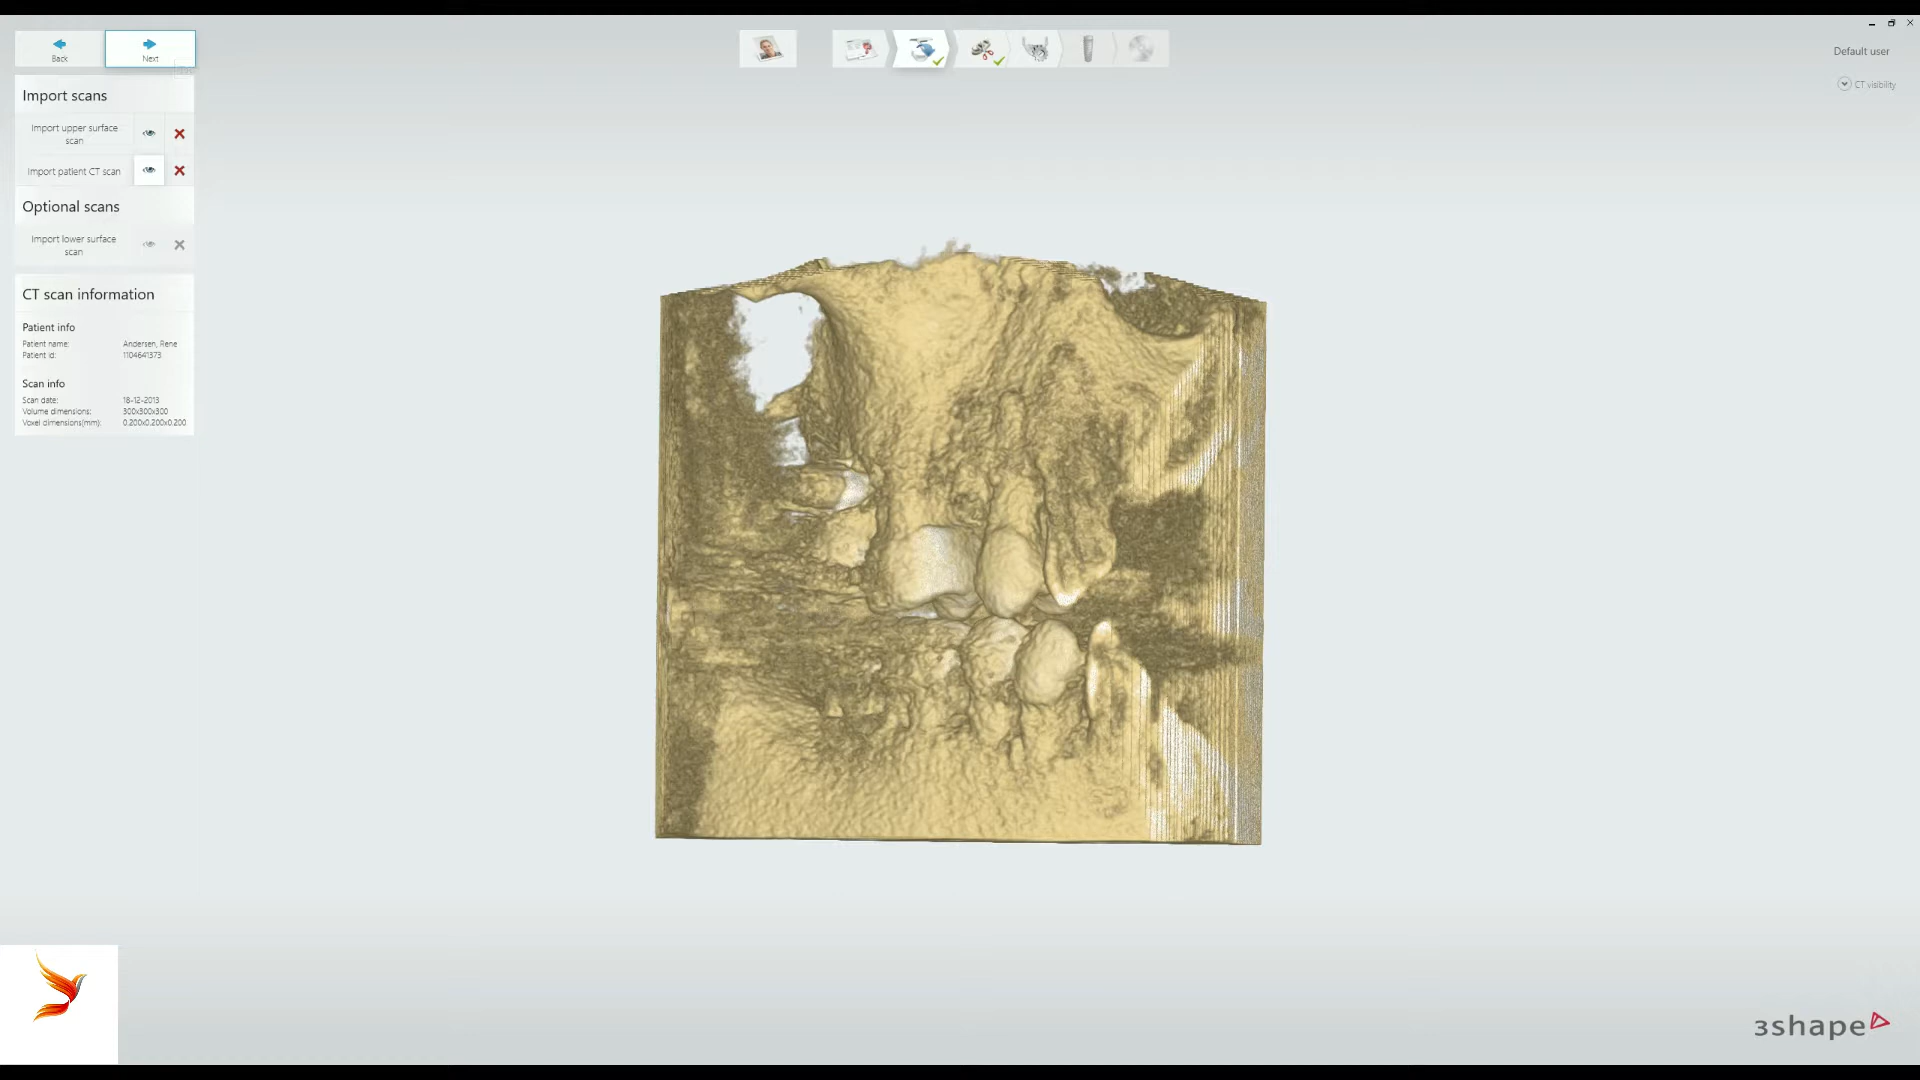 Back
Next
Default user
CT visibility
Import scans
Import upper surface
scan
Import patient CT scan
Optional scans
Import lower surface
scan
CT scan information
Patient info
Patient name: Andersen, Rene
Patient id: 1104641373
Scan info
Scan date: 18-12-2013
Volume dimensions: 300x300x300
Voxel dimensions(mm): 0.200x0.200x0.200
3shape